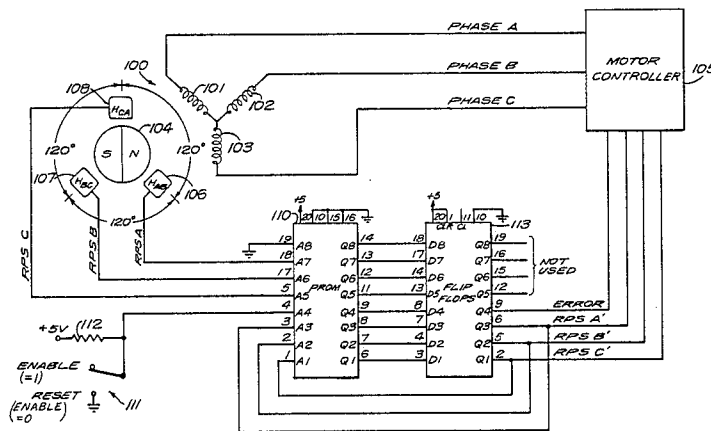 PHASE A
PHASE B
PHASE C
MOTOR
CONTROLLER
105
100
101
102
103
108
HCA
104
S N
120°
120°
120°
107
HBC
HAB
106
RPS C
RPS B
RPS A
110
+5
20 10 15 16
PROM
19 A8 Q8 14
18 A7 Q7 13
17 A6 Q6 12
5 A5 Q5 11
4 A4 Q4 9
3 A3 Q3 8
2 A2 Q2 7
1 A1 Q1 6
+5
113
20 1 11 10
CLR CL
FLIP
FLOPS
18 D8 Q8 19
17 D7 Q7 16
14 D6 Q6 15
13 D5 Q5 12
8 D4 Q4 9
7 D3 Q3 6
4 D2 Q2 5
3 D1 Q1 2
NOT
USED
ERROR
RPS A'
RPS B'
RPS C'
+5V
112
ENABLE
(=1)
RESET
(ENABLE)
=0
111